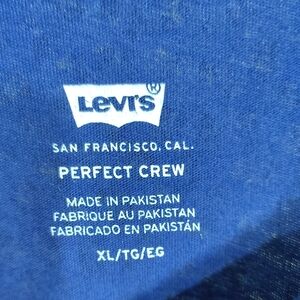 Levi's®
SAN FRANCISCO, CAL.
PERFECT CREW
MADE IN PAKISTAN
FABRIQUE AU PAKISTAN
FABRICADO EN PAKISTÁN
XL/TG/EG